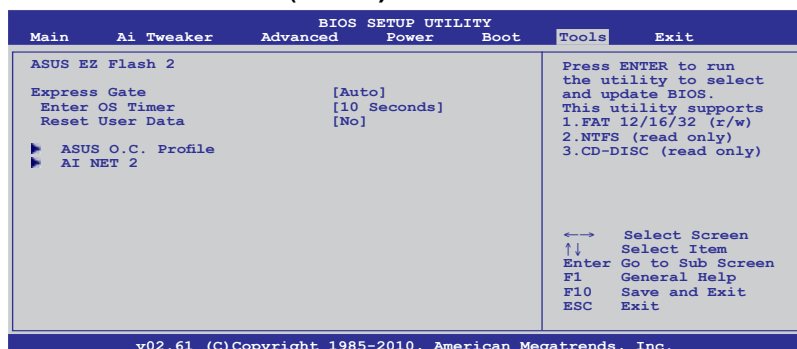 BIOS SETUP UTILITY
Main Ai Tweaker Advanced Power Boot Tools Exit
ASUS EZ Flash 2
Express Gate [Auto]
Enter OS Timer [10 Seconds]
Reset User Data [No]
ASUS O.C. Profile
AI NET 2
Press ENTER to run
the utility to select
and update BIOS.
This utility supports
1.FAT 12/16/32 (r/w)
2.NTFS (read only)
3.CD-DISC (read only)
←→ Select Screen
↑↓ Select Item
Enter Go to Sub Screen
F1 General Help
F10 Save and Exit
ESC Exit
v02.61 (C)Copyright 1985-2010, American Megatrends, Inc.